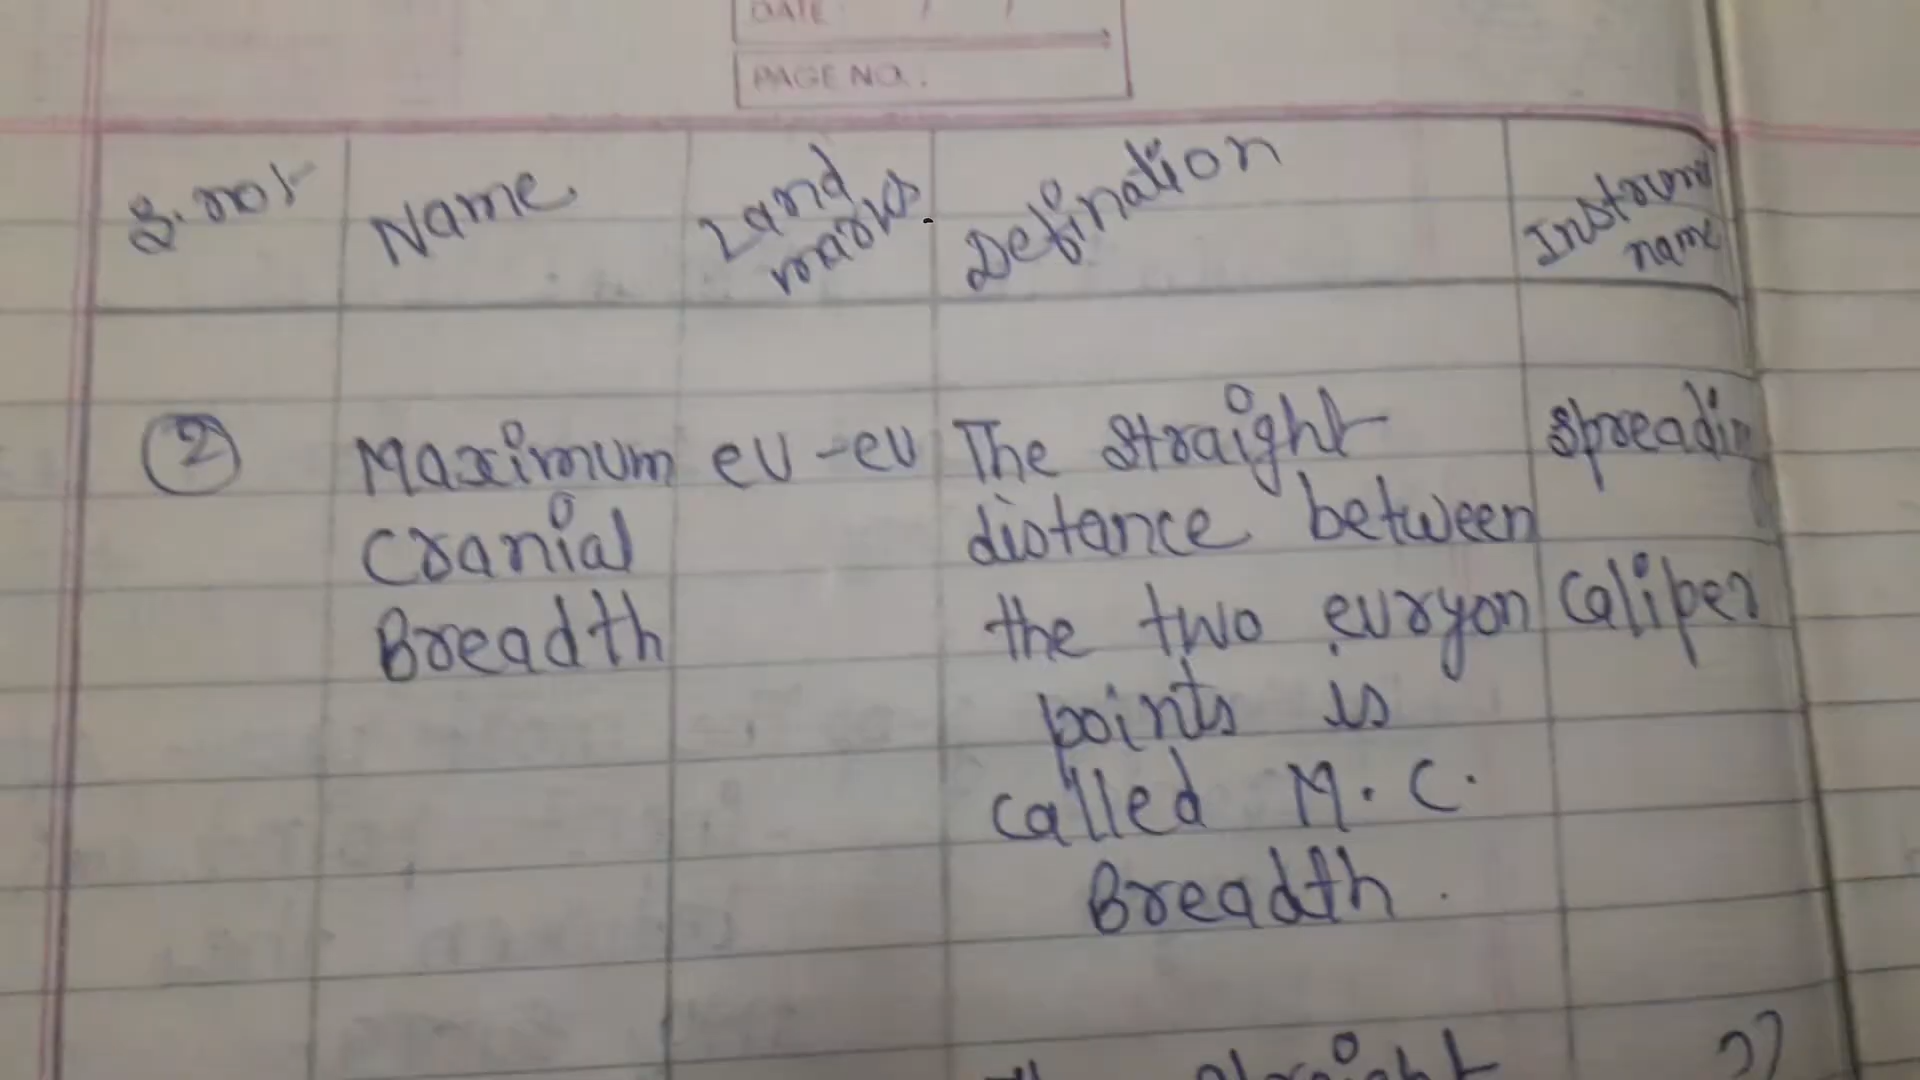 DATE : / /
PAGE NO. :
S. no:- Name Land marks. Defination Instrument name
② Maximum eu-eu The straight spreadin
Cranial distance between
Breadth the two euryon Caliper
points is
called M. C.
Breadth.
straight